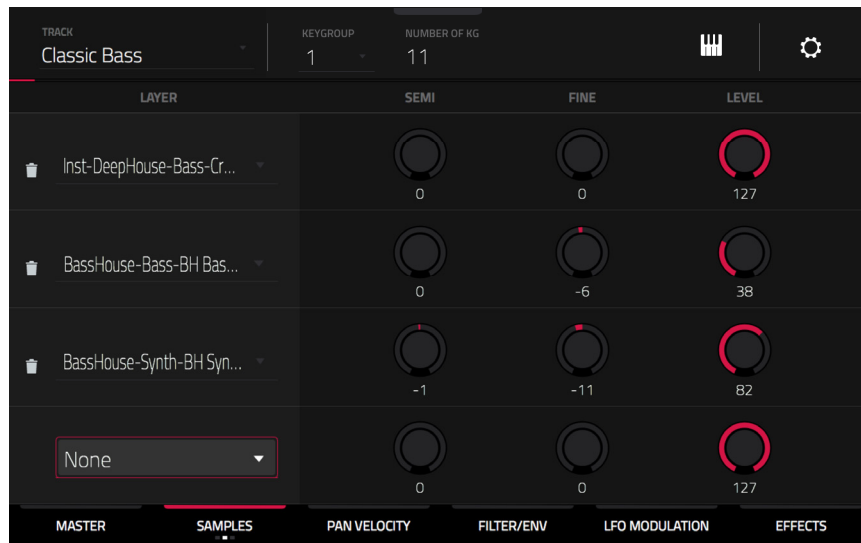 TRACK KEYGROUP NUMBER OF KG
Classic Bass 1 11
LAYER SEMI FINE LEVEL
Inst-DeepHouse-Bass-Cr...
0 0 127
BassHouse-Bass-BH Bas...
0 -6 38
BassHouse-Synth-BH Syn...
-1 -11 82
None
0 0 127
MASTER SAMPLES PAN VELOCITY FILTER/ENV LFO MODULATION EFFECTS